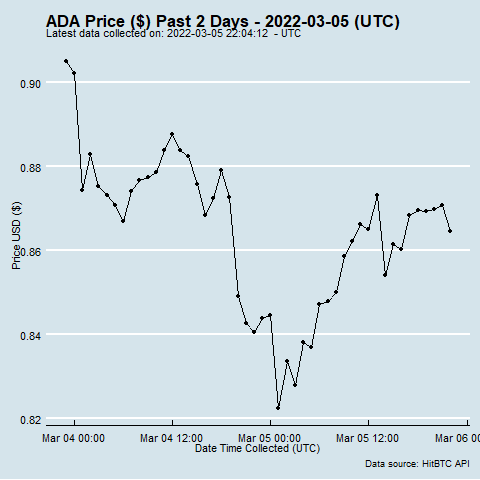 ADA Price ($) Past 2 Days - 2022-03-05 (UTC)
Latest data collected on: 2022-03-05 22:04:12 - UTC
0.90
0.88
0.86
0.84
0.82
Price USD ($)
Mar 04 00:00 Mar 04 12:00 Mar 05 00:00 Mar 05 12:00 Mar 06 0
Date Time Collected (UTC)
Data source: HitBTC API